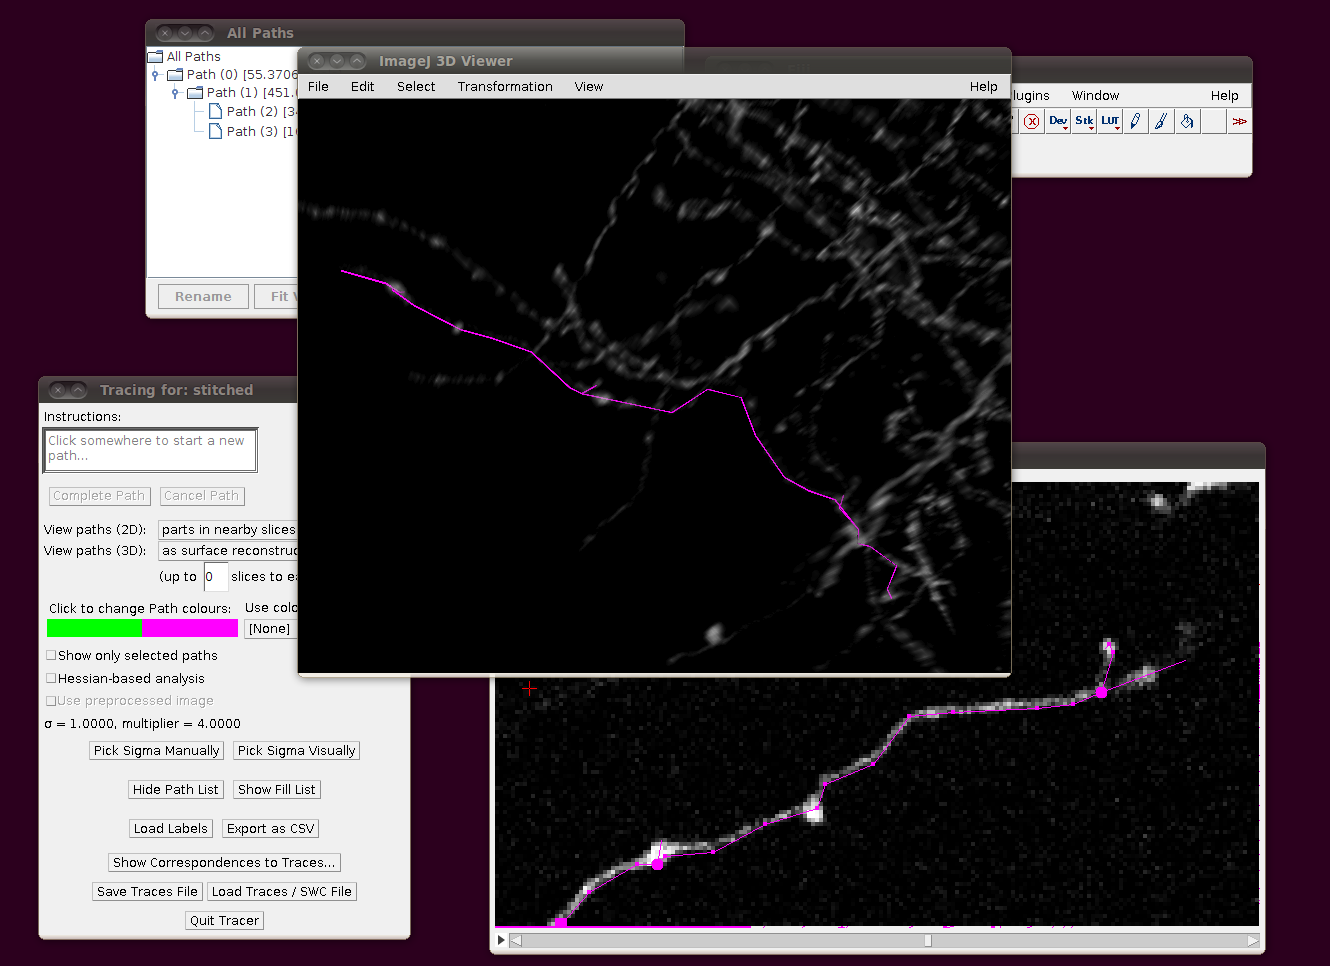 All Paths
All Paths
Path (0) [55.3706
Path (1) [451.
Path (2) [3
Path (3) [1
Rename
Fit
ImageJ 3D Viewer
File Edit Select Transformation View Help
lugins Window Help
Dev Stk LUT >>
Tracing for: stitched
Instructions:
Click somewhere to start a new
path...
Complete Path Cancel Path
View paths (2D): parts in nearby slices
View paths (3D): as surface reconstruc
(up to 0 slices to ea
Click to change Path colours: Use colo
[None]
Show only selected paths
Hessian-based analysis
Use preprocessed image
σ = 1.0000, multiplier = 4.0000
Pick Sigma Manually Pick Sigma Visually
Hide Path List Show Fill List
Load Labels Export as CSV
Show Correspondences to Traces...
Save Traces File Load Traces / SWC File
Quit Tracer